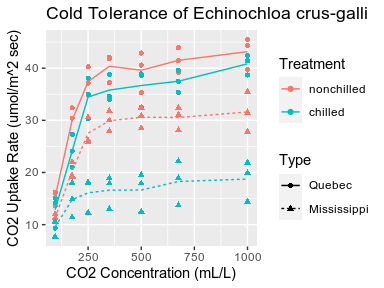 Cold Tolerance of Echinochloa crus-galli
CO2 Uptake Rate (umol/m^2 sec)
40
30
20
10
250
500
750
1000
CO2 Concentration (mL/L)
Treatment
nonchilled
chilled
Type
Quebec
Mississippi